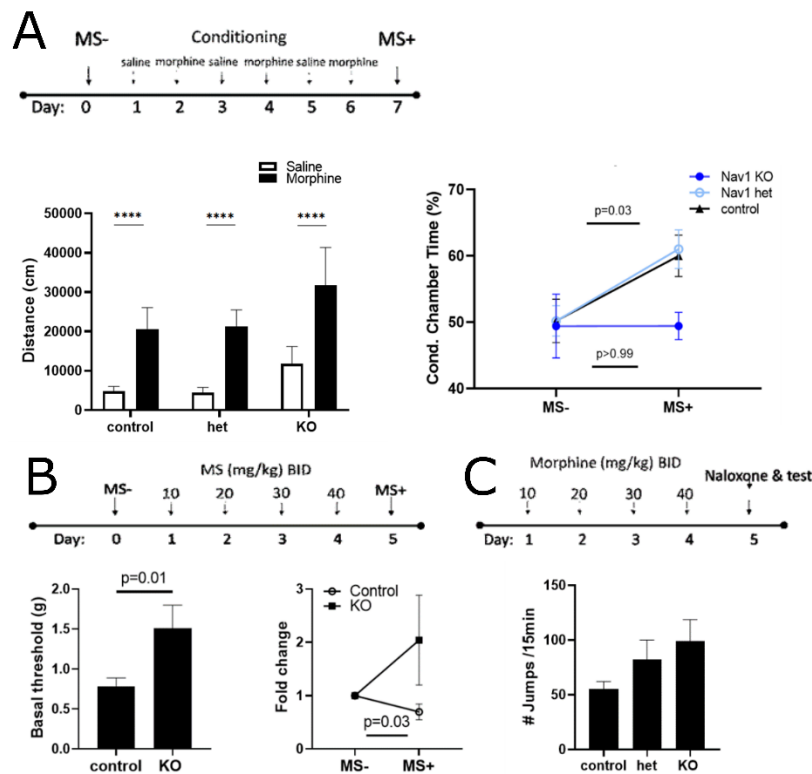 A
MS- Conditioning MS+
saline morphine saline morphine saline morphine
Day: 0 1 2 3 4 5 6 7
Saline
Morphine
**** **** ****
50000
40000
30000
20000
10000
0
Distance (cm)
control het KO
Nav1 KO
Nav1 het
control
70
60
50
40
Cond. Chamber Time (%)
p=0.03
p>0.99
MS- MS+
B
MS (mg/kg) BID
MS- 10 20 30 40 MS+
Day: 0 1 2 3 4 5
p=0.01
2.0
1.5
1.0
0.5
0.0
Basal threshold (g)
control KO
Control
KO
3
2
1
0
Fold change
p=0.03
MS- MS+
C
Morphine (mg/kg) BID
10 20 30 40 Naloxone & test
Day: 1 2 3 4 5
150
100
50
0
# Jumps /15min
control het KO